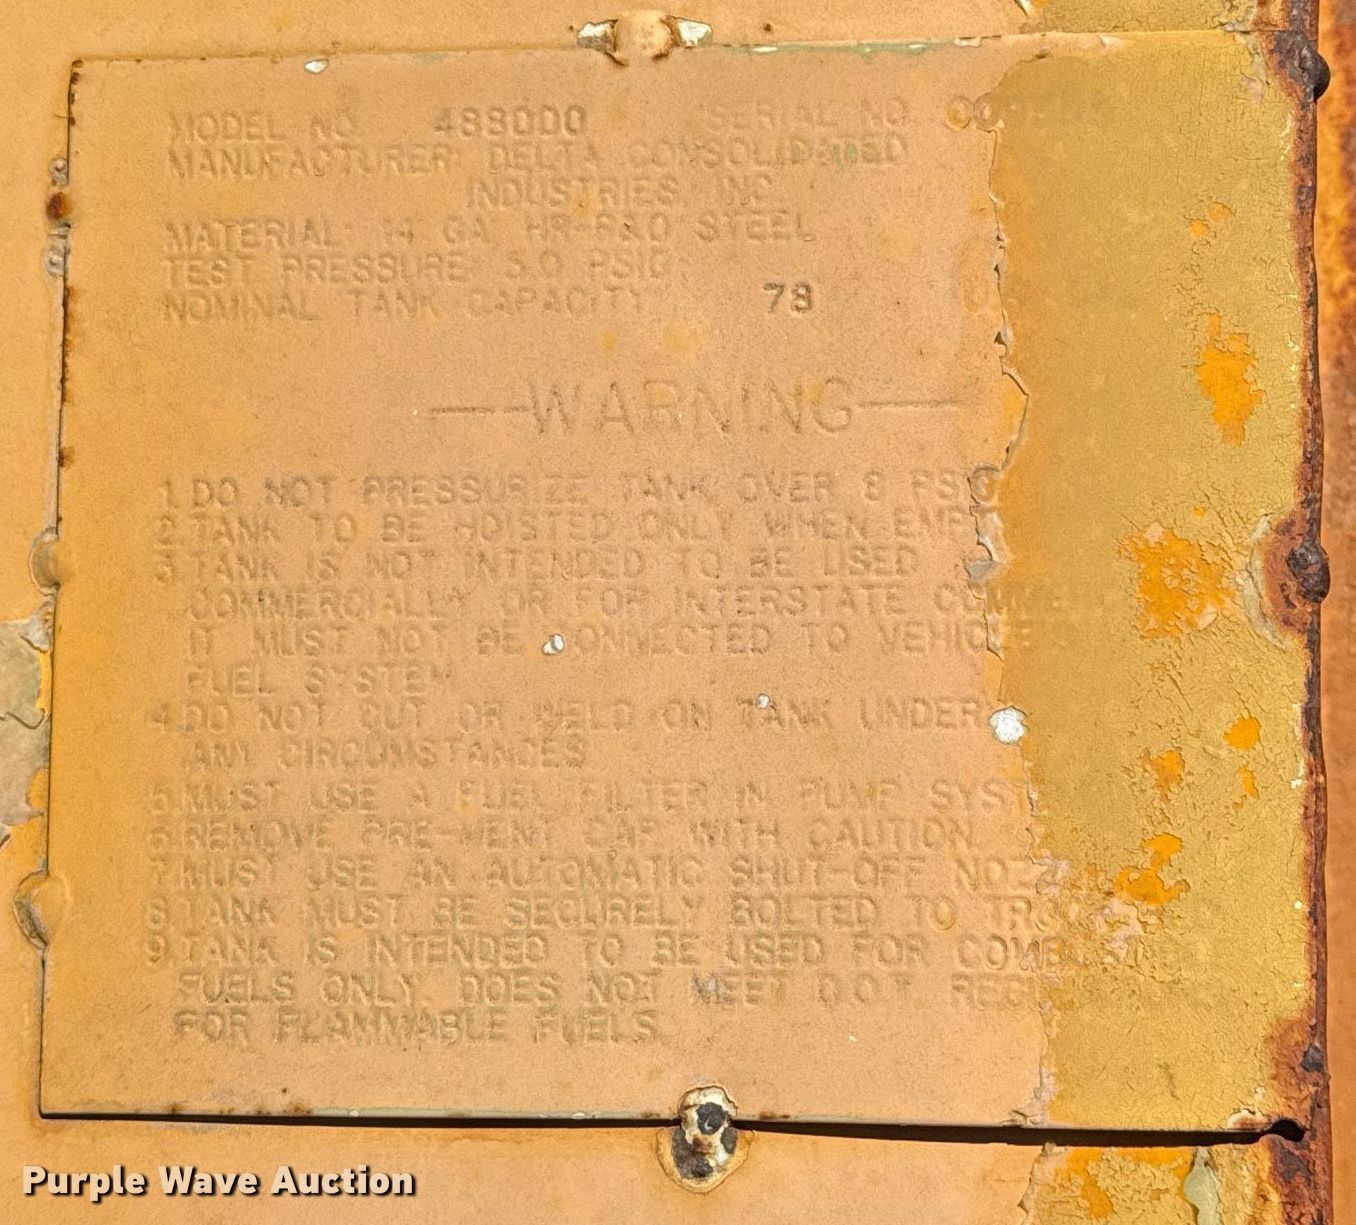 MODEL NO. 488000 SERIAL NO.
MANUFACTURER DELTA CONSOLIDATED
INDUSTRIES INC.
MATERIAL 14 GA HR-P&O STEEL
TEST PRESSURE 5.0 PSIG
NOMINAL TANK CAPACITY 78
—WARNING—
1. DO NOT PRESSURIZE TANK OVER 8 PSIG
2. TANK TO BE HOISTED ONLY WHEN
3. TANK IS NOT INTENDED TO BE USED
COMMERCIALLY OR FOR INTERSTATE
IT MUST NOT BE CONNECTED TO VEHICLE
FUEL SYSTEM
4. DO NOT CUT OR WELD ON TANK UNDER
ANY CIRCUMSTANCES
5. MUST USE A FUEL FILTER IN PUMP
6. REMOVE PRE-VENT CAP WITH CAUTION
7. MUST USE AN AUTOMATIC SHUT-OFF
8. TANK MUST BE SECURELY BOLTED TO
9. TANK IS INTENDED TO BE USED FOR
FUELS ONLY. DOES NOT MEET D.O.T.
FOR FLAMMABLE FUELS.
Purple Wave Auction